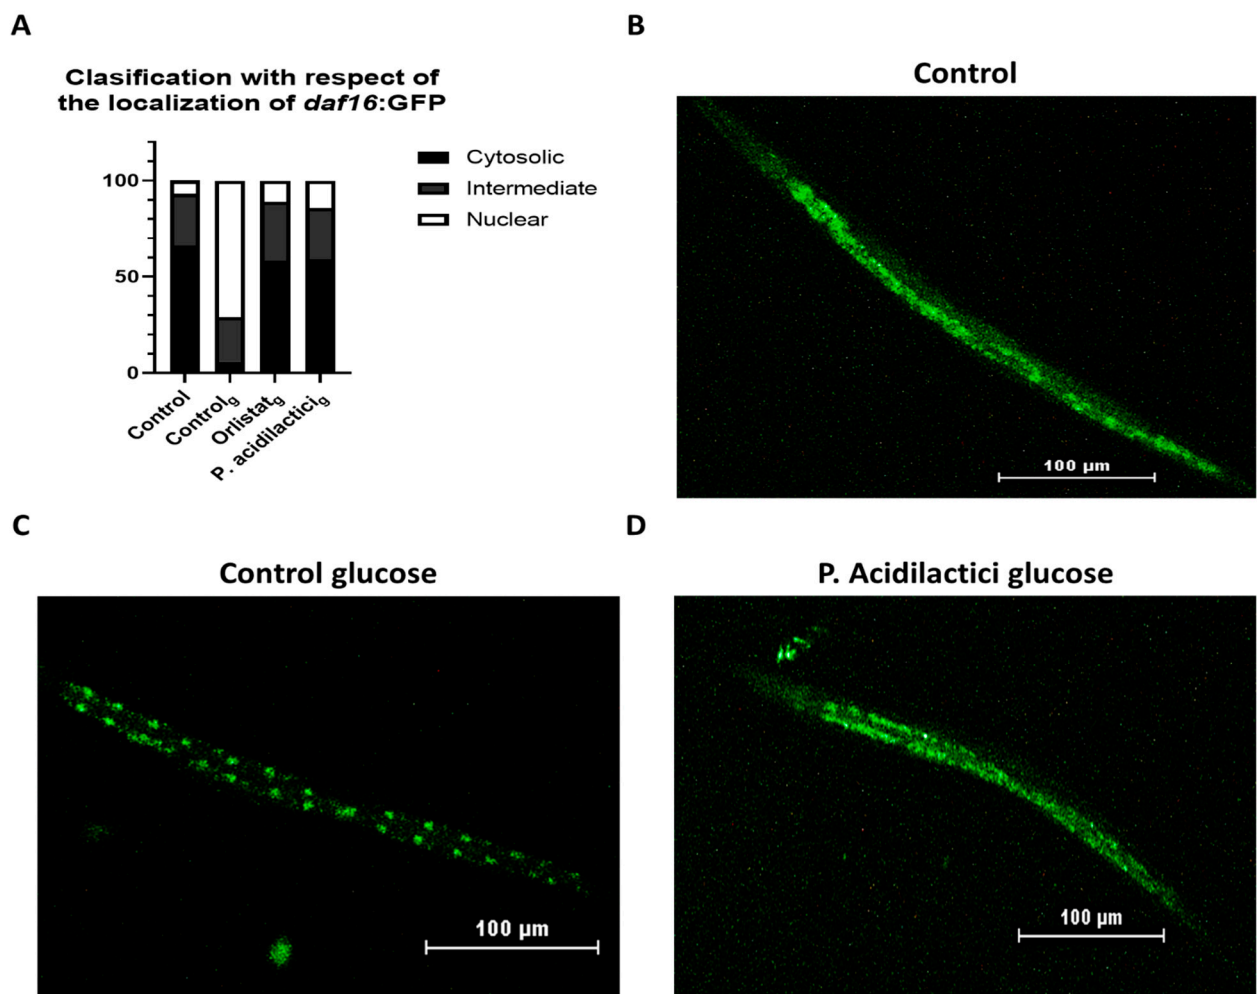 A
Clasification with respect of
the localization of daf16:GFP
100
50
0
Control
Controlg
Orlistatg
P. acidilacticig
Cytosolic
Intermediate
Nuclear
B
Control
100 µm
C
Control glucose
100 µm
D
P. Acidilactici glucose
100 µm